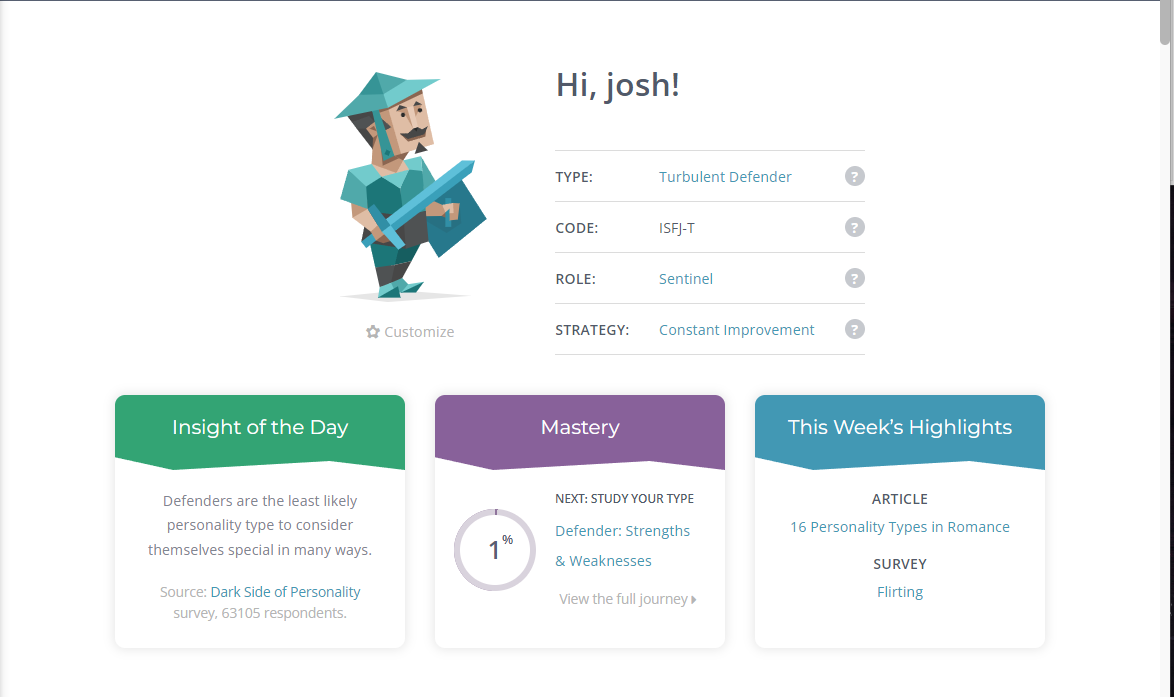 Hi, josh!
TYPE: Turbulent Defender ?
CODE: ISFJ-T ?
ROLE: Sentinel ?
STRATEGY: Constant Improvement ?
Customize
Insight of the Day
Defenders are the least likely
personality type to consider
themselves special in many ways.
Source: Dark Side of Personality
survey, 63105 respondents.
Mastery
1%
NEXT: STUDY YOUR TYPE
Defender: Strengths
& Weaknesses
View the full journey
This Week’s Highlights
ARTICLE
16 Personality Types in Romance
SURVEY
Flirting